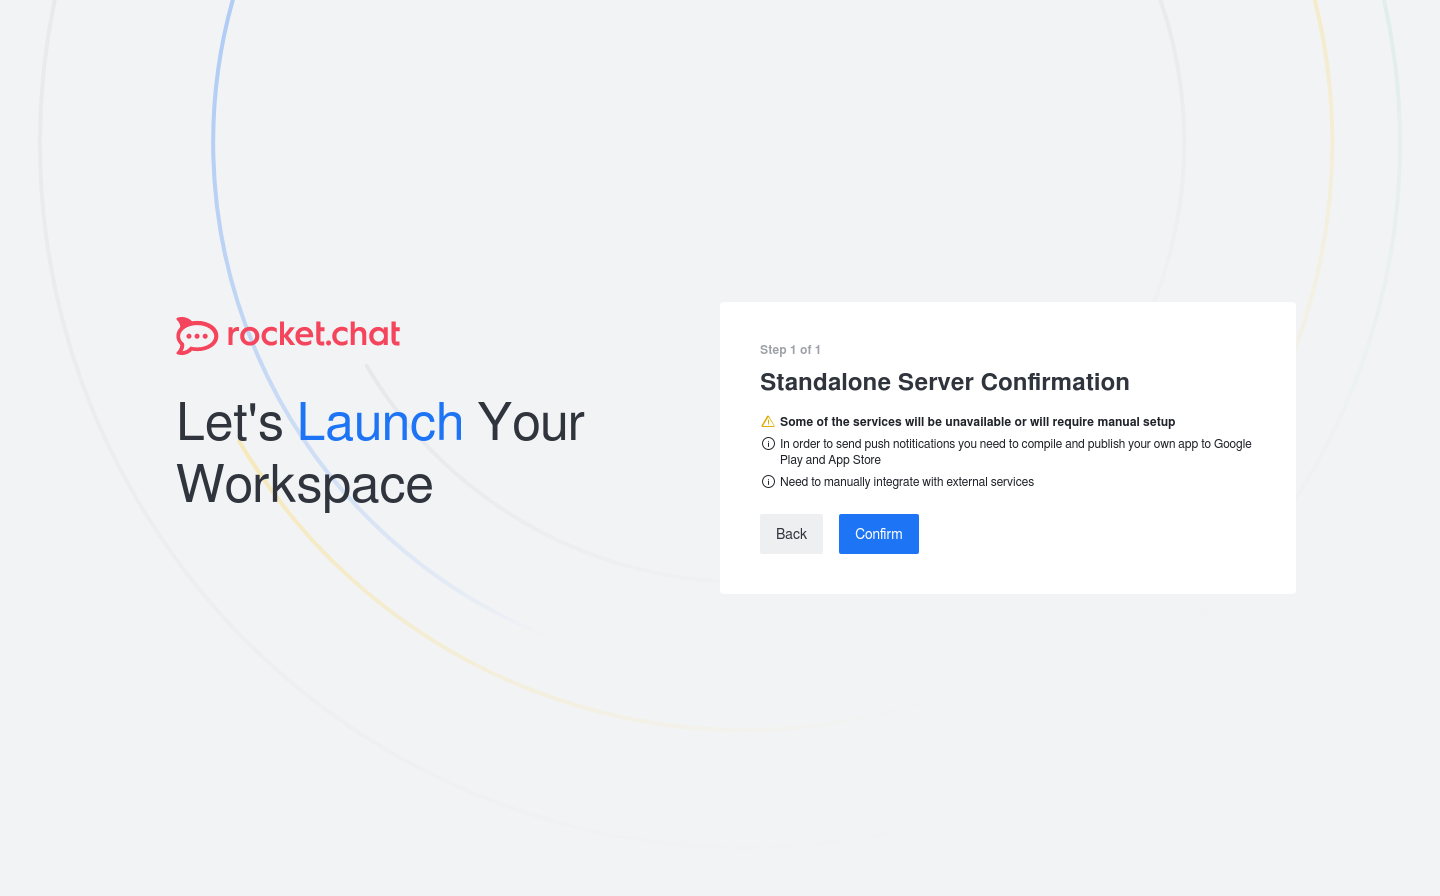 rocket.chat
Let's Launch Your
Workspace
Step 1 of 1
Standalone Server Confirmation
Some of the services will be unavailable or will require manual setup
In order to send push notitications you need to compile and publish your own app to Google
Play and App Store
Need to manually integrate with external services
Back
Confirm